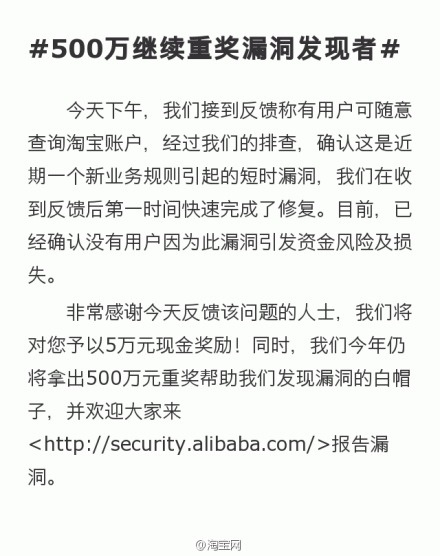 #500万继续重奖漏洞发现者#
今天下午，我们接到反馈称有用户可随意
查询淘宝账户，经过我们的排查，确认这是近
期一个新业务规则引起的短时漏洞，我们在收
到反馈后第一时间快速完成了修复。目前，已
经确认没有用户因为此漏洞引发资金风险及损
失。
非常感谢今天反馈该问题的人士，我们将
对您予以5万元现金奖励！同时，我们今年仍
将拿出500万元重奖帮助我们发现漏洞的白帽
子，并欢迎大家来
<http://security.alibaba.com/>报告漏
洞。
@淘宝网